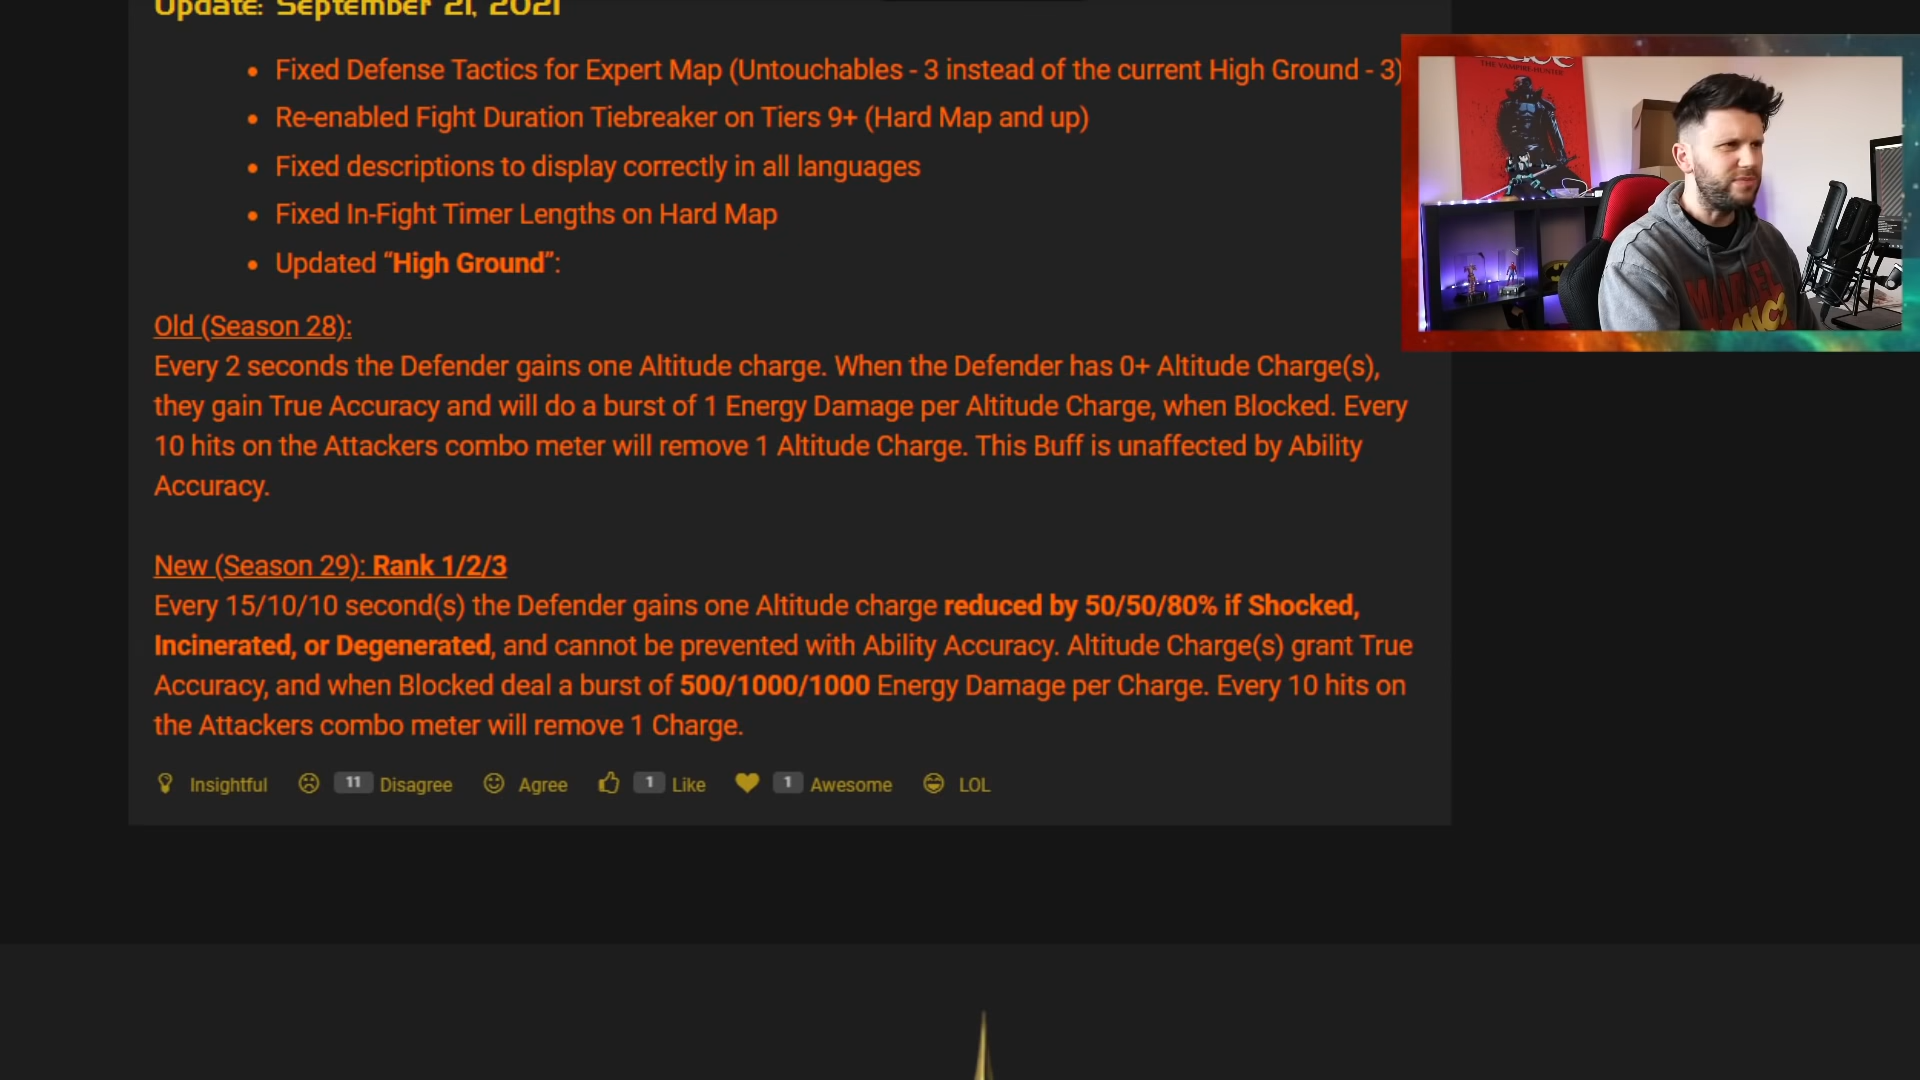 Update: September 21, 2021
Fixed Defense Tactics for Expert Map (Untouchables - 3 instead of the current High Ground - 3)
Re-enabled Fight Duration Tiebreaker on Tiers 9+ (Hard Map and up)
Fixed descriptions to display correctly in all languages
Fixed In-Fight Timer Lengths on Hard Map
Updated “High Ground”:
Old (Season 28):
Every 2 seconds the Defender gains one Altitude charge. When the Defender has 0+ Altitude Charge(s),
they gain True Accuracy and will do a burst of 1 Energy Damage per Altitude Charge, when Blocked. Every
10 hits on the Attackers combo meter will remove 1 Altitude Charge. This Buff is unaffected by Ability
Accuracy.
New (Season 29): Rank 1/2/3
Every 15/10/10 second(s) the Defender gains one Altitude charge reduced by 50/50/80% if Shocked,
Incinerated, or Degenerated, and cannot be prevented with Ability Accuracy. Altitude Charge(s) grant True
Accuracy, and when Blocked deal a burst of 500/1000/1000 Energy Damage per Charge. Every 10 hits on
the Attackers combo meter will remove 1 Charge.
Insightful 11 Disagree Agree 1 Like 1 Awesome LOL
THE VAMPIRE HUNTER
MARVEL
COMICS